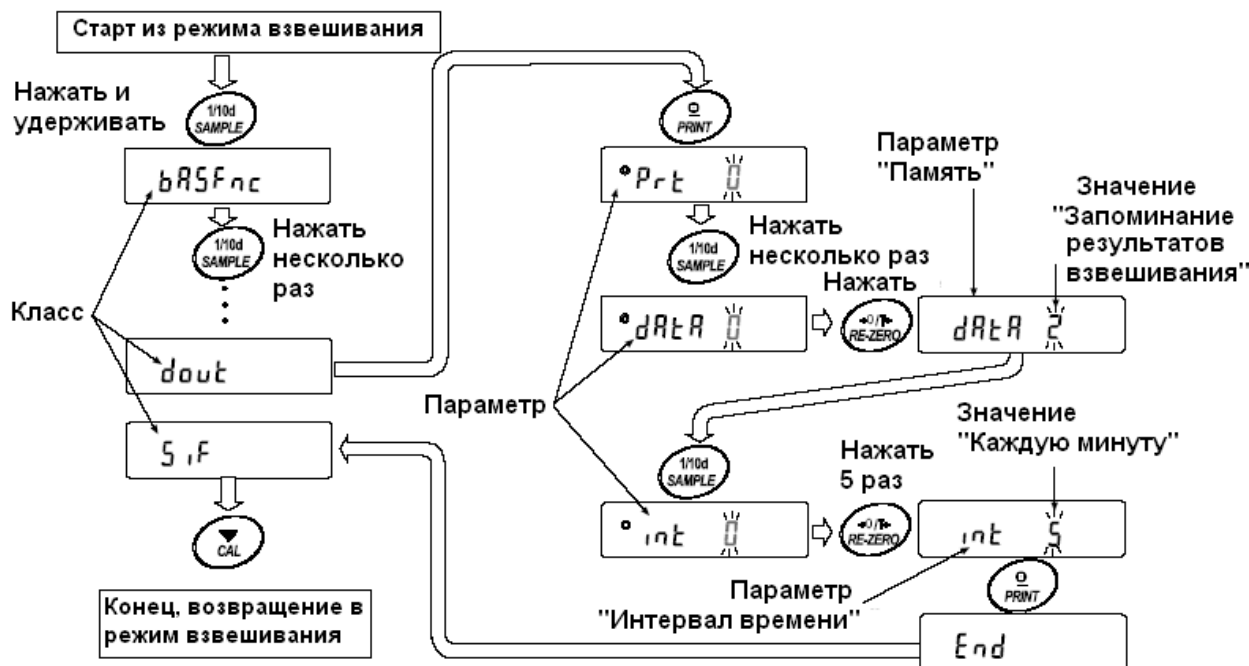 Старт из режима взвешивания
Нажать и
удерживать
1/10d
SAMPLE
bASFnc
1/10d
SAMPLE
Нажать
несколько
раз
Класс
dout
S iF
CAL
Конец, возвращение в
режим взвешивания
PRINT
Prt 0
1/10d
SAMPLE
Нажать
несколько раз
Нажать
dAtA 0
→0/T←
RE-ZERO
Параметр
"Память"
Значение
"Запоминание
результатов
взвешивания"
dAtA 2
Параметр
1/10d
SAMPLE
int 0
Нажать
5 раз
→0/T←
RE-ZERO
Значение
"Каждую минуту"
int 5
Параметр
"Интервал времени"
PRINT
End